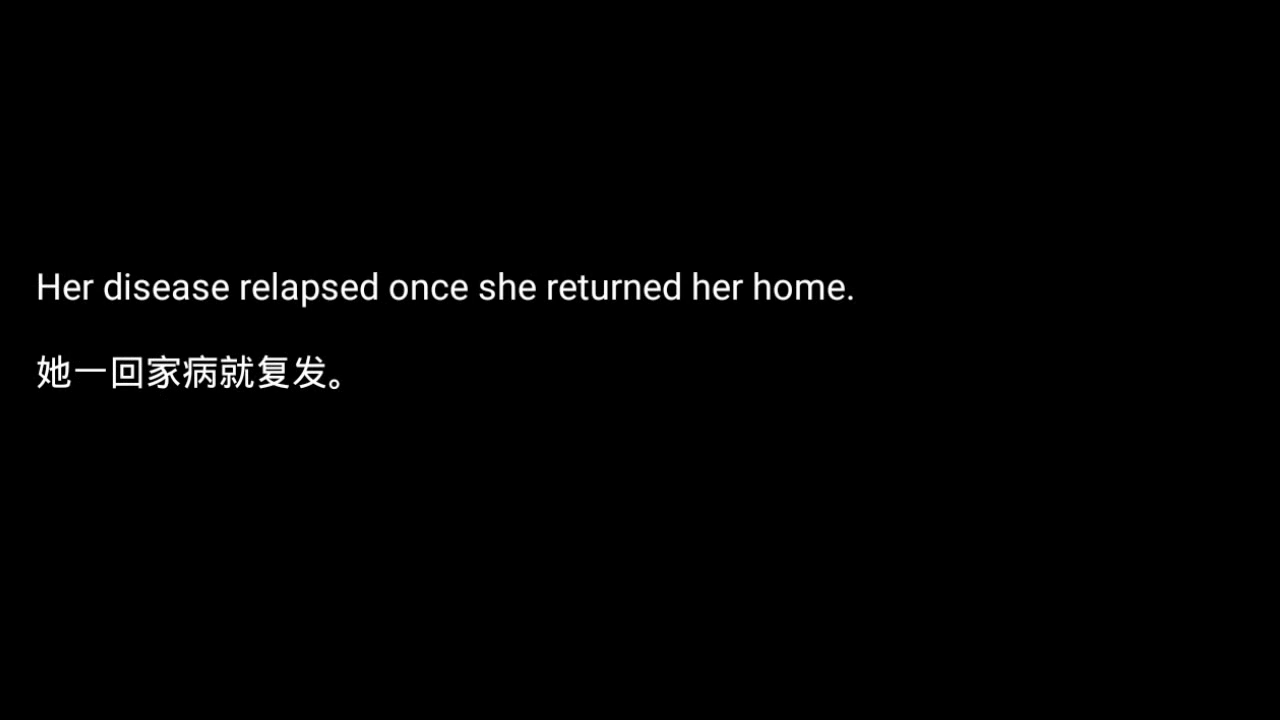 Her disease relapsed once she returned her home.
她一回家病就复发。